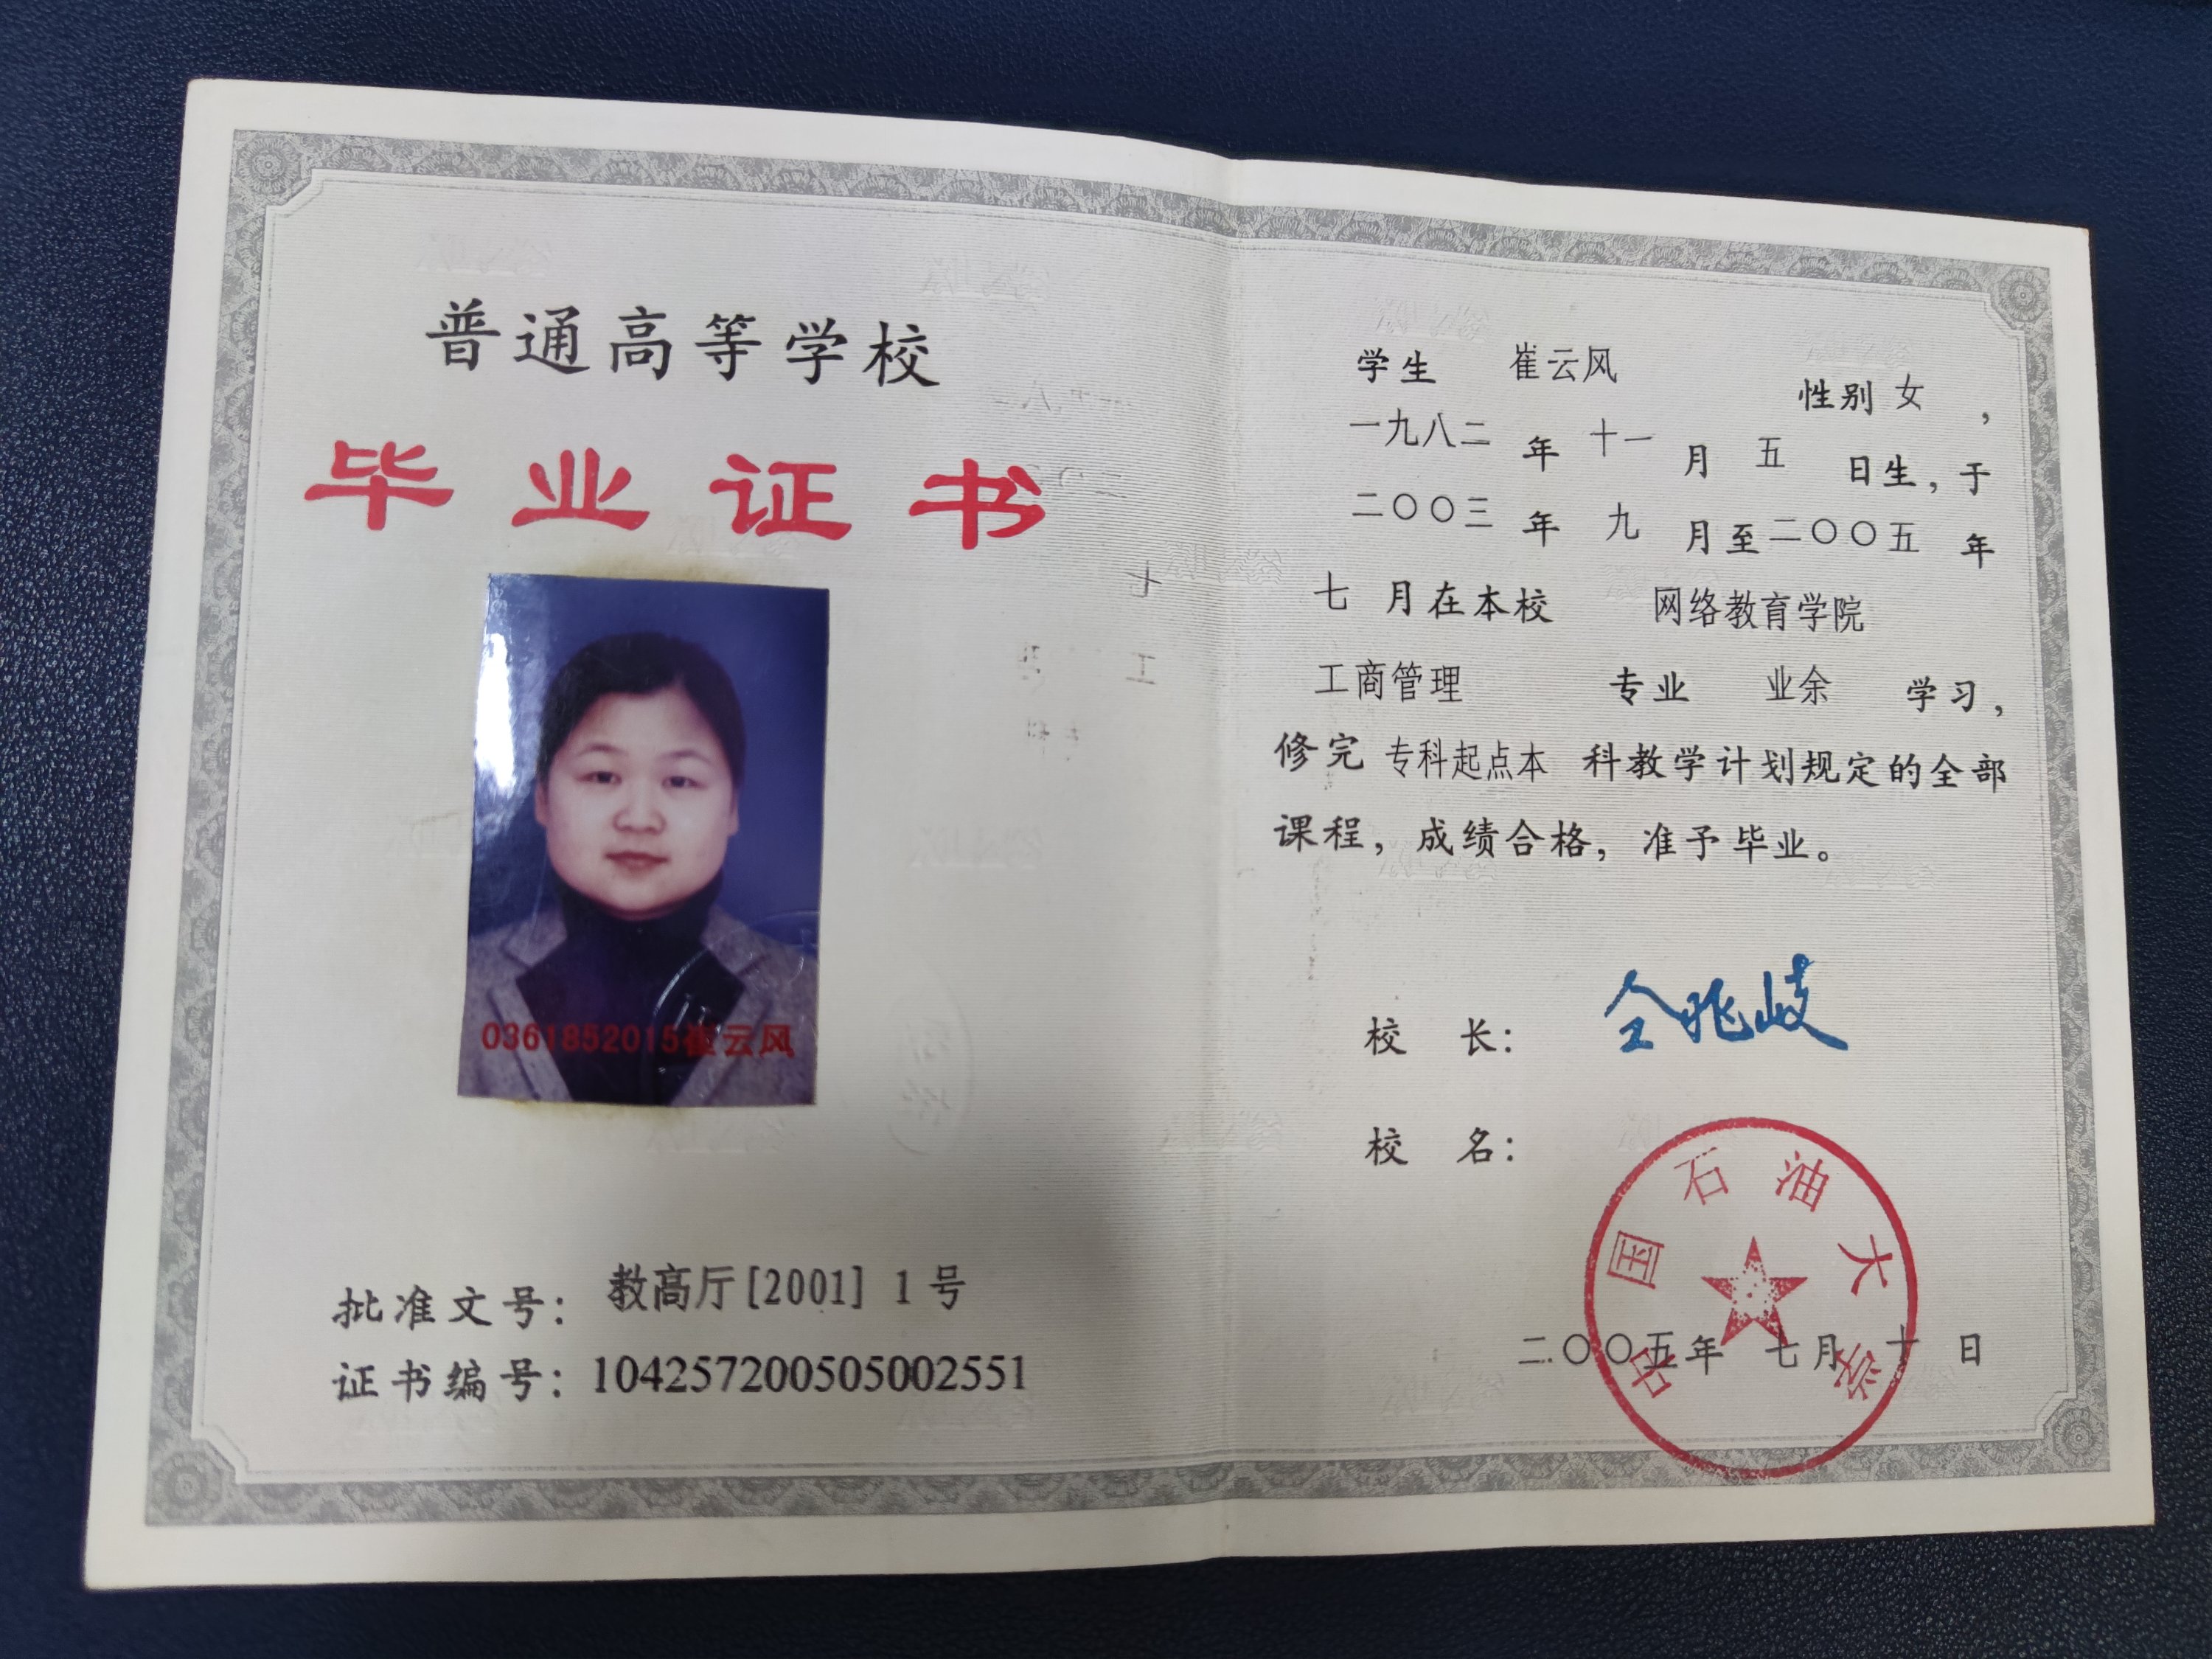 普通高等学校
毕业证书
0361852015崔云风
批准文号： 教高厅[2001] 1 号
证书编号：104257200505002551
学生 崔云风 性别 女 ，
一九八二 年 十一 月 五 日生，于
二〇〇三 年 九 月至 二〇〇五 年
七 月在本校 网络教育学院
工商管理 专业 业余 学习，
修完 专科起点本 科教学计划规定的全部
课程，成绩合格，准予毕业。
校 长： 仝兆岐
校 名：
中国石油大学
二〇〇五年 七月 十 日